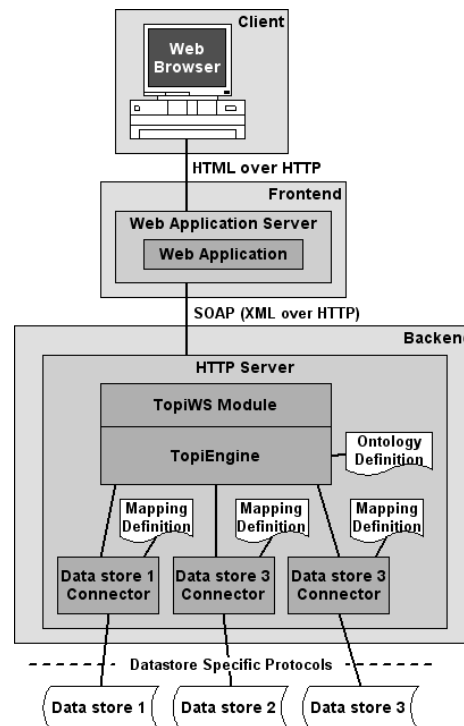 Client
Web
Browser
HTML over HTTP
Frontend
Web Application Server
Web Application
SOAP (XML over HTTP)
Backend
HTTP Server
TopiWS Module
TopiEngine
Ontology
Definition
Mapping
Definition
Mapping
Definition
Mapping
Definition
Data store 1
Connector
Data store 3
Connector
Data store 3
Connector
Datastore Specific Protocols
Data store 1
Data store 2
Data store 3